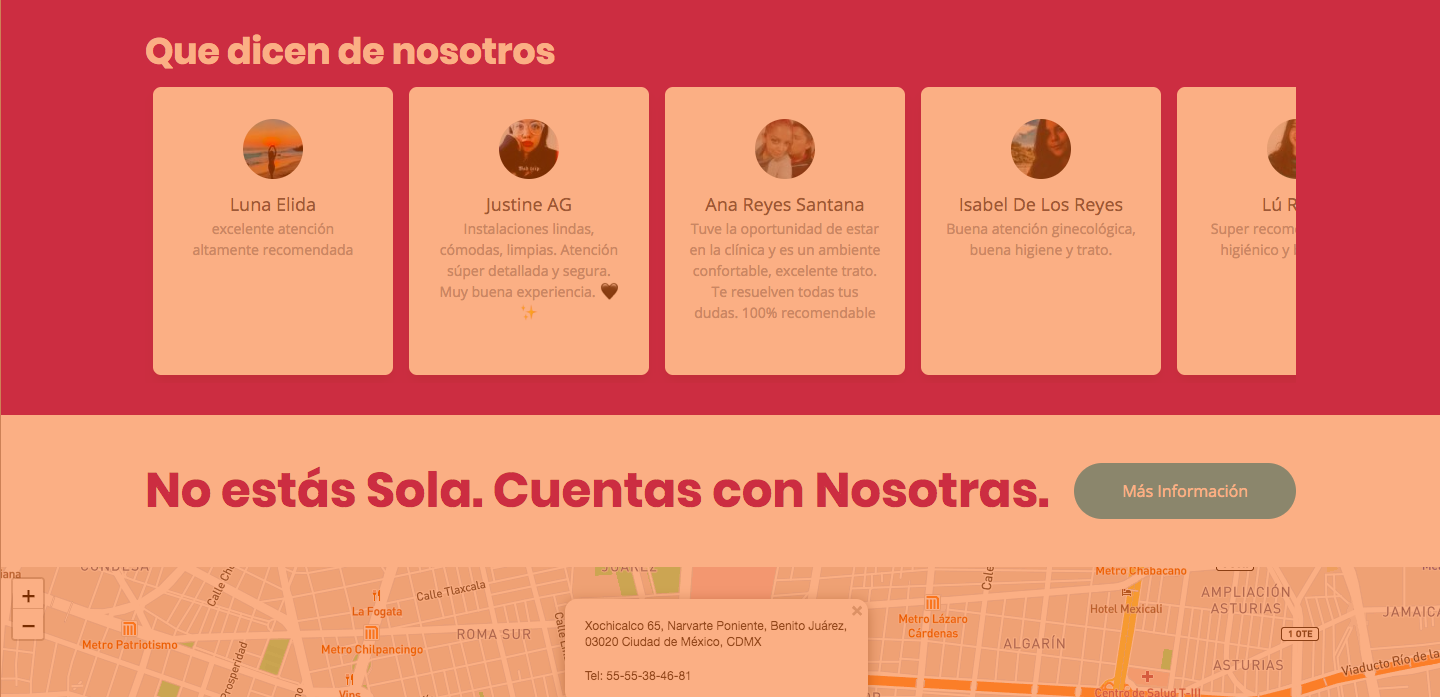 Que dicen de nosotros
Luna Elida
excelente atención
altamente recomendada
Justine AG
Instalaciones lindas,
cómodas, limpias. Atención
súper detallada y segura.
Muy buena experiencia. 🖤
✨
Ana Reyes Santana
Tuve la oportunidad de estar
en la clínica y es un ambiente
confortable, excelente trato.
Te resuelven todas tus
dudas. 100% recomendable
Isabel De Los Reyes
Buena atención ginecológica,
buena higiene y trato.
Lú R
Super recom
higiénico y
No estás Sola. Cuentas con Nosotras.
Más Información
+
−
CONDESA
Calle Tlaxcala
La Fogata
Metro Patriotismo
Metro Chilpancingo
ROMA SUR
Prosperidad
Vips
JUÁREZ
×
Xochicalco 65, Narvarte Poniente, Benito Juárez,
03020 Ciudad de México, CDMX
Tel: 55-55-38-46-81
Metro Lázaro
Cárdenas
Metro Chabacano
Hotel Mexicali
ALGARÍN
AMPLIACIÓN
ASTURIAS
1 OTE
JAMAICA
ASTURIAS
Viaducto Río de la
Centro de Salud T-III